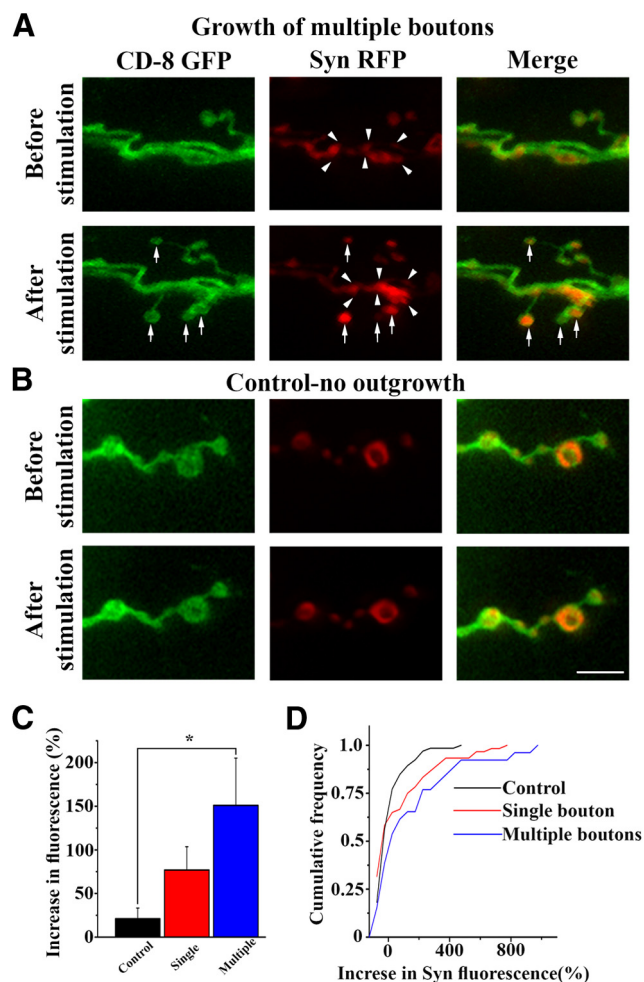 A
Growth of multiple boutons
CD-8 GFP Syn RFP Merge
Before
stimulation
After
stimulation
B
Control-no outgrowth
Before
stimulation
After
stimulation
C
Increase in fluorescence (%)
200
150
100
50
0
*
Control Single Multiple
D
Cumulative frequency
1.0
0.75
0.5
0.25
0
Control
Single bouton
Multiple boutons
0 400 800
Increse in Syn fluorescence(%)